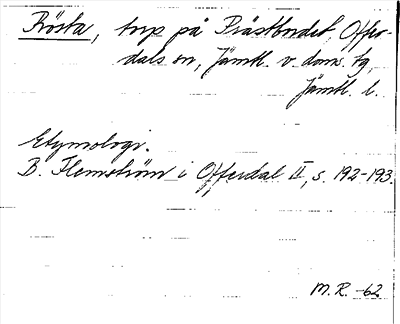 Rösta, torp på Prästbordet, Offer-
dals sn, Jämtl. v. doms. tg,
Jämtl. l.
Etymologi.
B. Flemström i Offerdal II, s. 192-193.
M.R. -62